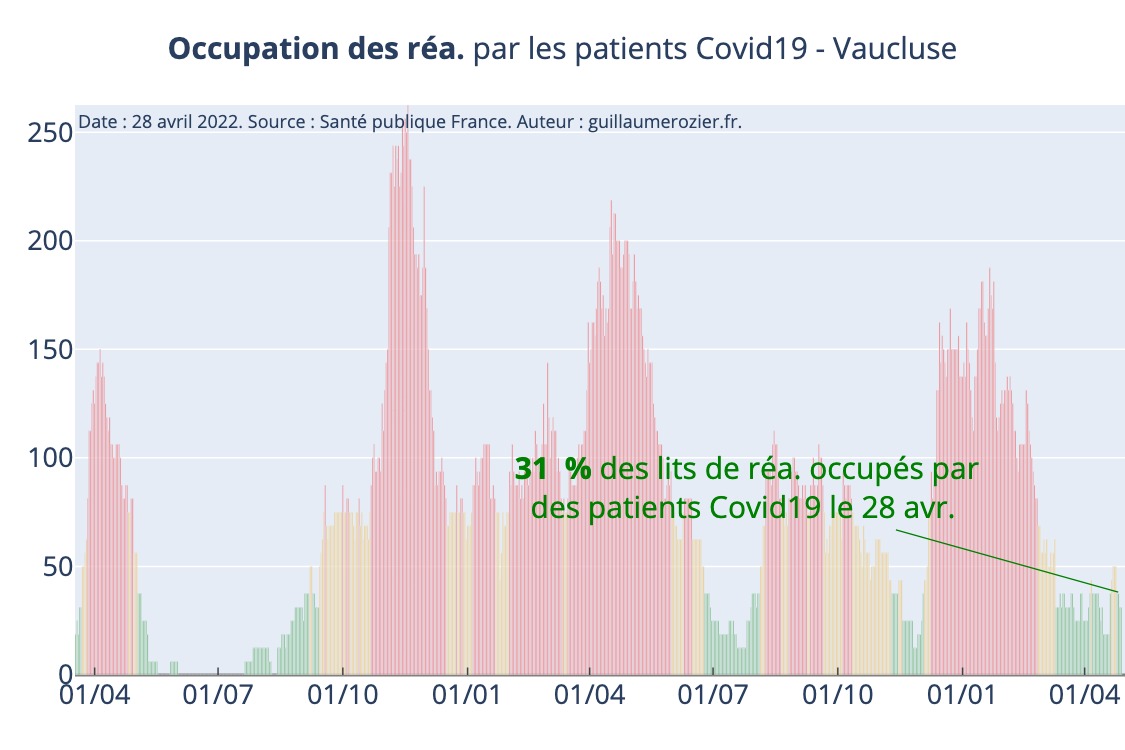 Occupation des réa. par les patients Covid19 - Vaucluse
Date : 28 avril 2022. Source : Santé publique France. Auteur : guillaumerozier.fr.
250
200
150
100
50
0
31 % des lits de réa. occupés par
des patients Covid19 le 28 avr.
01/04 01/07 01/10 01/01 01/04 01/07 01/10 01/01 01/04